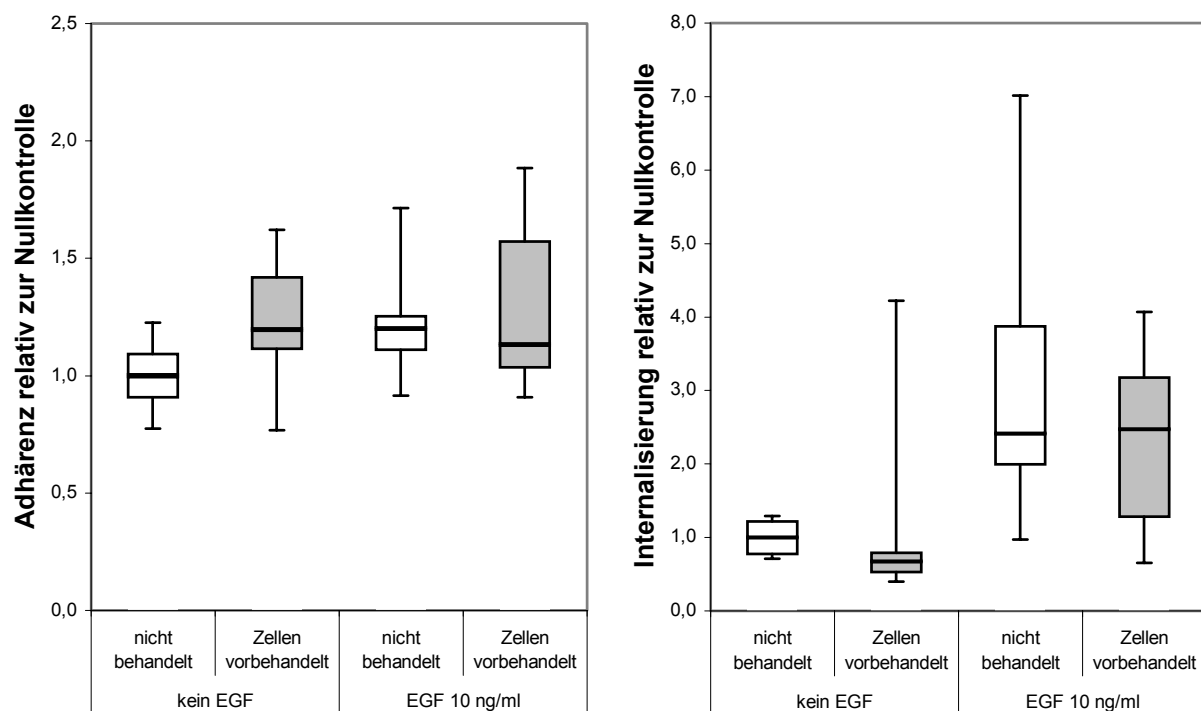 Adhärenz relativ zur Nullkontrolle
2,5
2,0
1,5
1,0
0,5
0,0
nicht behandelt
Zellen vorbehandelt
nicht behandelt
Zellen vorbehandelt
kein EGF
EGF 10 ng/ml
Internalisierung relativ zur Nullkontrolle
8,0
7,0
6,0
5,0
4,0
3,0
2,0
1,0
0,0
nicht behandelt
Zellen vorbehandelt
nicht behandelt
Zellen vorbehandelt
kein EGF
EGF 10 ng/ml